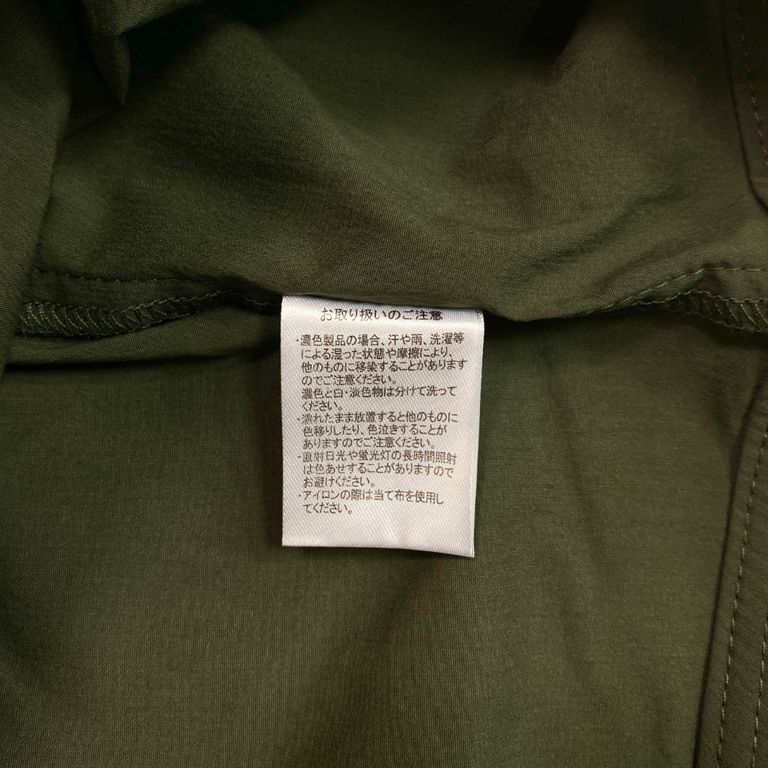 お取り扱いのご注意
・濃色製品の場合、汗や雨、洗濯等
による湿った状態や摩擦により、
他のものに移染することがあります
のでご注意ください。
濃色と白・淡色物は分けて洗って
ください。
・濡れたまま放置すると他のものに
色移りしたり、色泣きすることが
ありますのでご注意ください。
・直射日光や蛍光灯の長時間照射
は色あせすることがありますので
お避けください。
・アイロンの際は当て布を使用し
てください。